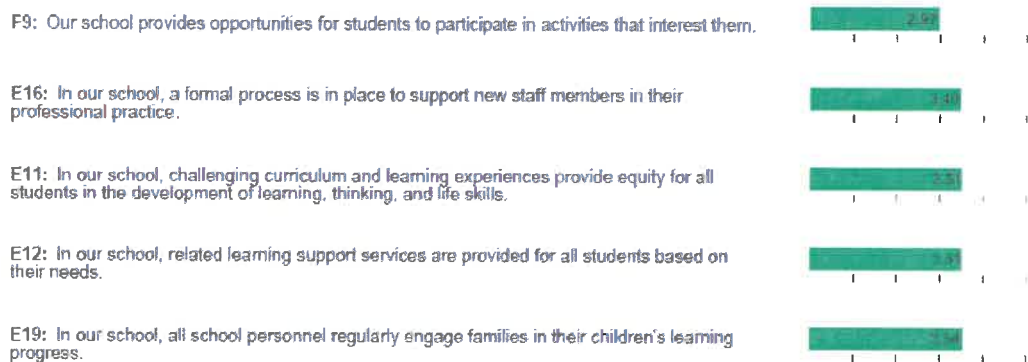 F9: Our school provides opportunities for students to participate in activities that interest them.
2.97
E16: In our school, a formal process is in place to support new staff members in their
professional practice.
E11: In our school, challenging curriculum and learning experiences provide equity for all
students in the development of learning, thinking, and life skills.
E12: In our school, related learning support services are provided for all students based on
their needs.
E19: In our school, all school personnel regularly engage families in their children's learning
progress.